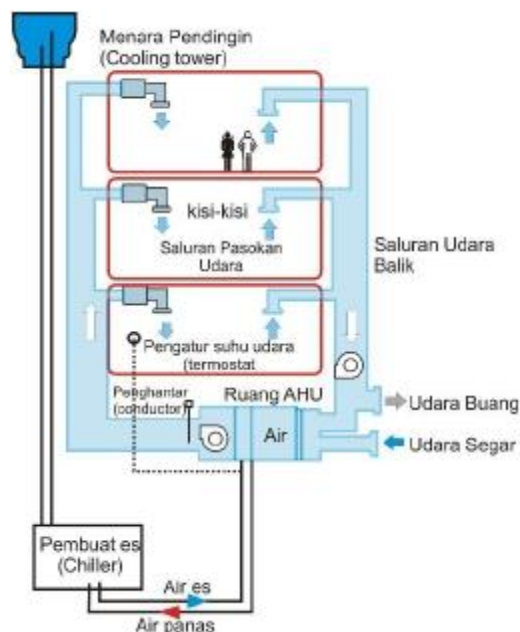 Menara Pendingin
(Cooling tower)
kisi-kisi
Saluran Pasokan
Udara
Saluran Udara
Balik
Pengatur suhu udara
(termostat
Penghantar
(conductor)
Ruang AHU
Air
Udara Buang
Udara Segar
Pembuat es
(Chiller)
Air es
Air panas